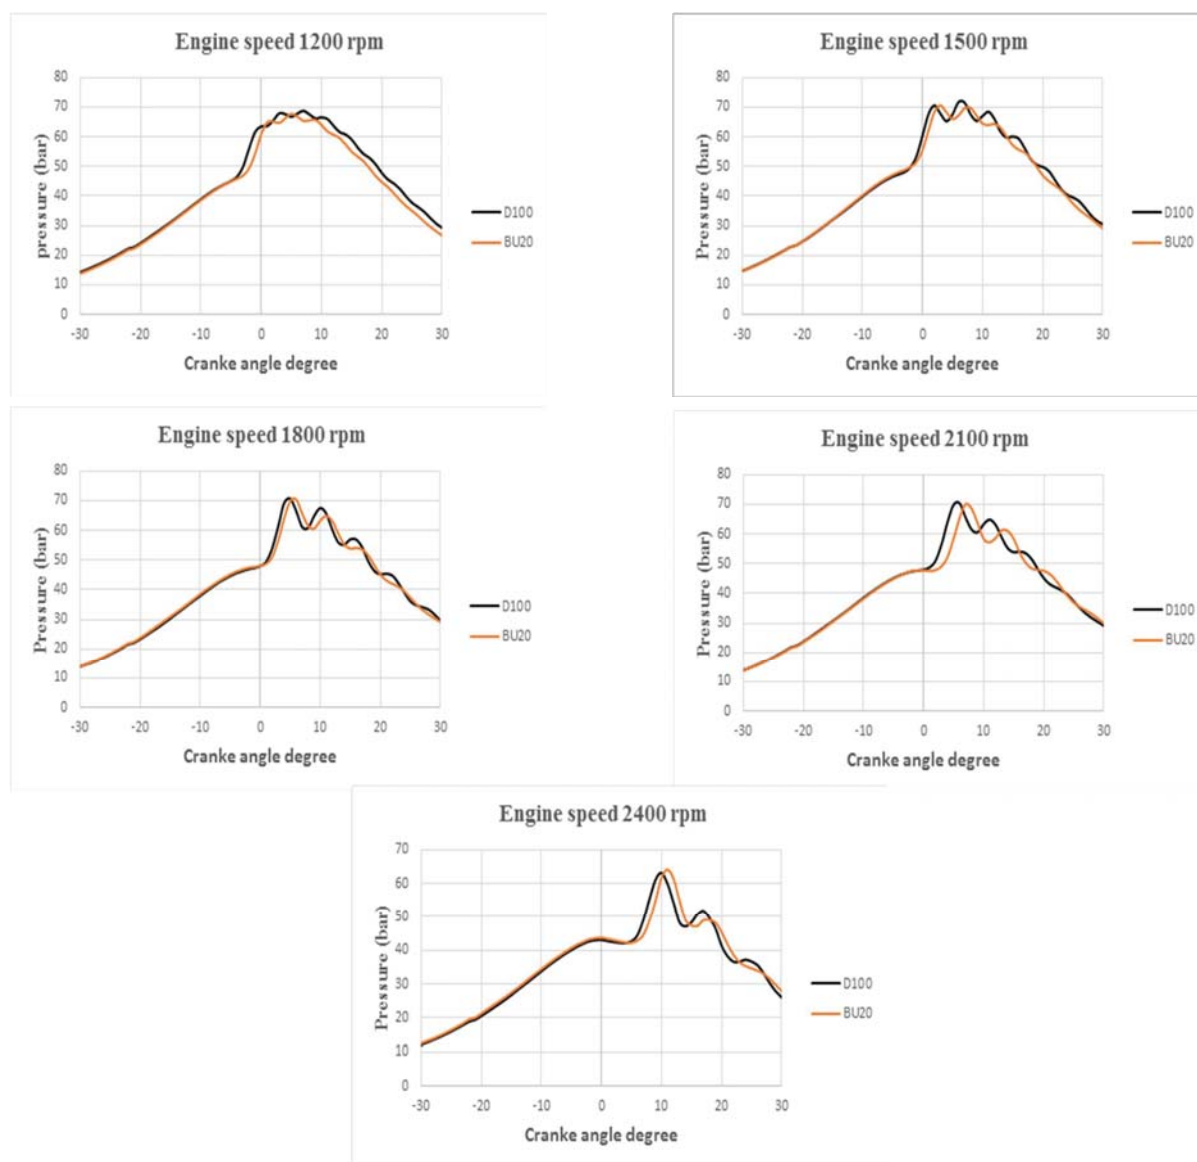 Engine speed 1200 rpm
80
70
60
50
40
30
20
10
0
pressure (bar)
-30 -20 -10 0 10 20 30
Cranke angle degree
D100
BU20
Engine speed 1500 rpm
80
70
60
50
40
30
20
10
0
Pressure (bar)
-30 -20 -10 0 10 20 30
Cranke angle degree
D100
BU20
Engine speed 1800 rpm
80
70
60
50
40
30
20
10
0
Pressure (bar)
-30 -20 -10 0 10 20 30
Cranke angle degree
D100
BU20
Engine speed 2100 rpm
80
70
60
50
40
30
20
10
0
Pressure (bar)
-30 -20 -10 0 10 20 30
Cranke angle degree
D100
BU20
Engine speed 2400 rpm
70
60
50
40
30
20
10
0
Pressure (bar)
-30 -20 -10 0 10 20 30
Cranke angle degree
D100
BU20